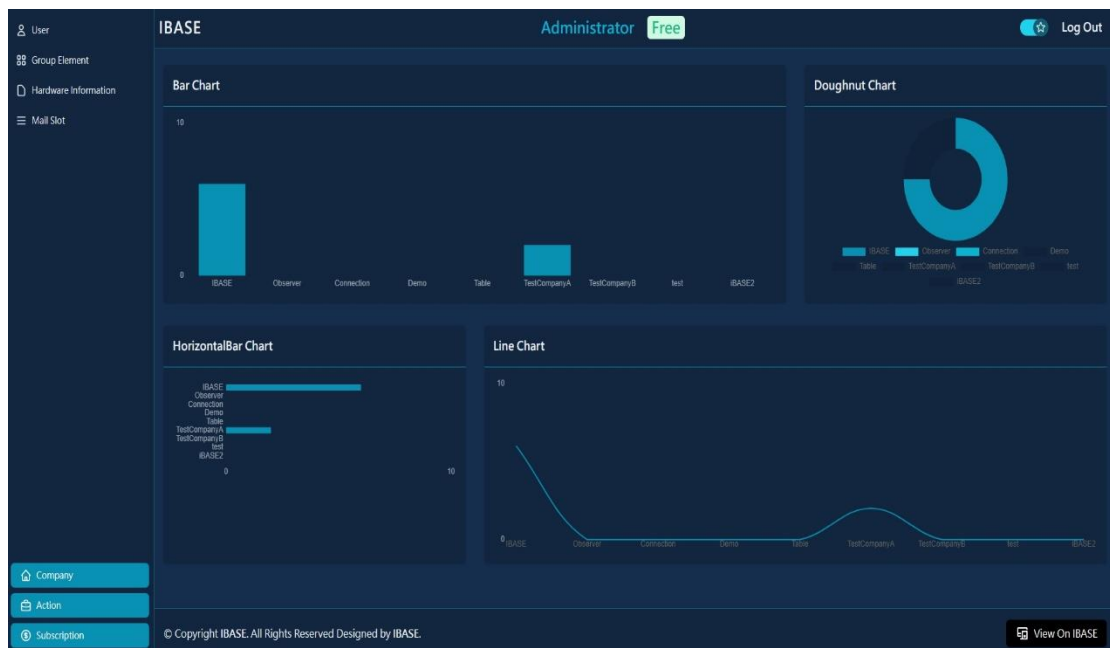 User
Group Element
Hardware Information
Mail Slot
Company
Action
Subscription
IBASE
Administrator Free
Log Out
Bar Chart
10
0
IBASE Observer Connection Demo Table TestCompanyA TestCompanyB test iBASE2
Doughnut Chart
IBASE Observer Connection Demo
Table TestCompanyA TestCompanyB test
iBASE2
HorizontalBar Chart
IBASE
Observer
Connection
Demo
Table
TestCompanyA
TestCompanyB
test
iBASE2
0 10
Line Chart
10
0
IBASE Observer Connection Demo Table TestCompanyA TestCompanyB test iBASE2
© Copyright IBASE. All Rights Reserved Designed by IBASE.
View On IBASE